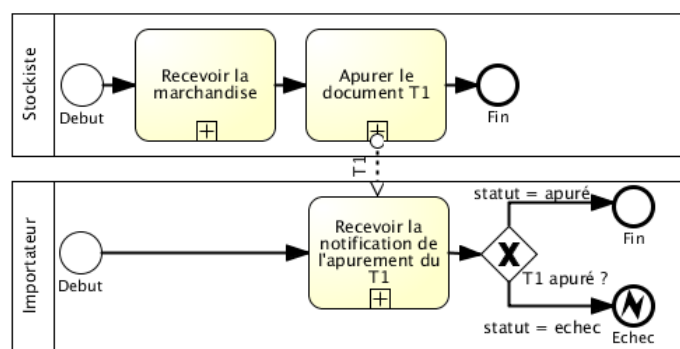 Stockiste
Debut
Recevoir la
marchandise
Apurer le
document T1
Fin
T1
Importateur
Debut
Recevoir la
notification de
l'apurement du
T1
statut = apuré
Fin
T1 apuré ?
statut = echec
Echec